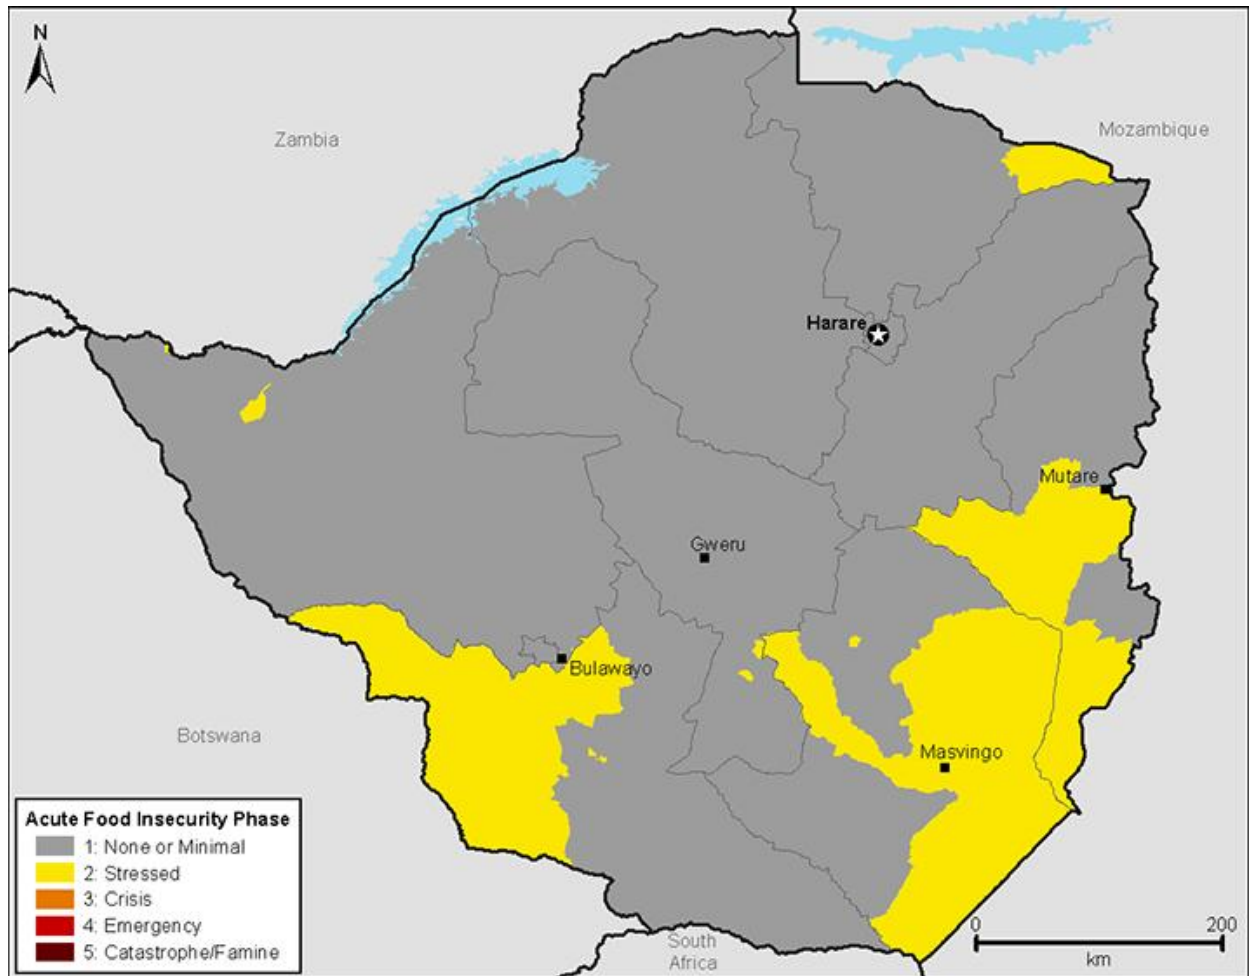 N
Zambia
Mozambique
Harare
Mutare
Gweru
Bulawayo
Botswana
Masvingo
South
Africa
Acute Food Insecurity Phase
1: None or Minimal
2: Stressed
3: Crisis
4: Emergency
5: Catastrophe/Famine
0 200
km